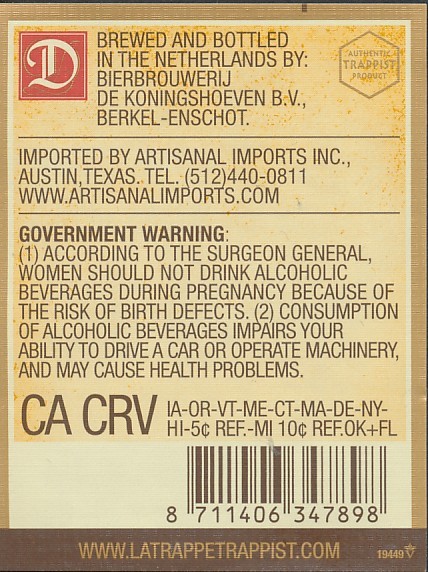 D
BREWED AND BOTTLED
IN THE NETHERLANDS BY:
BIERBROUWERIJ
DE KONINGSHOEVEN B.V.,
BERKEL-ENSCHOT.
AUTHENTIC
TRAPPIST
PRODUCT
IMPORTED BY ARTISANAL IMPORTS INC.,
AUSTIN,TEXAS. TEL. (512)440-0811
WWW.ARTISANALIMPORTS.COM
GOVERNMENT WARNING:
(1) ACCORDING TO THE SURGEON GENERAL,
WOMEN SHOULD NOT DRINK ALCOHOLIC
BEVERAGES DURING PREGNANCY BECAUSE OF
THE RISK OF BIRTH DEFECTS. (2) CONSUMPTION
OF ALCOHOLIC BEVERAGES IMPAIRS YOUR
ABILITY TO DRIVE A CAR OR OPERATE MACHINERY,
AND MAY CAUSE HEALTH PROBLEMS.
CA CRV IA-OR-VT-ME-CT-MA-DE-NY-
HI-5¢ REF.-MI 10¢ REF.OK+FL
8 711406 347898
WWW.LATRAPPETRAPPIST.COM
19449